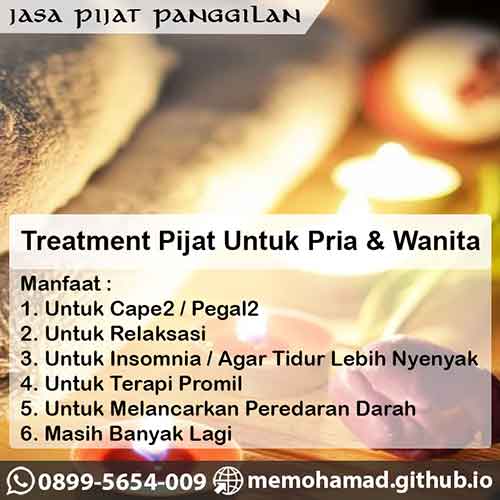 Jasa Pijat Panggilan
Treatment Pijat Untuk Pria & Wanita
Manfaat :
1. Untuk Cape2 / Pegal2
2. Untuk Relaksasi
3. Untuk Insomnia / Agar Tidur Lebih Nyenyak
4. Untuk Terapi Promil
5. Untuk Melancarkan Peredaran Darah
6. Masih Banyak Lagi
0899-5654-009 memohamad.github.io